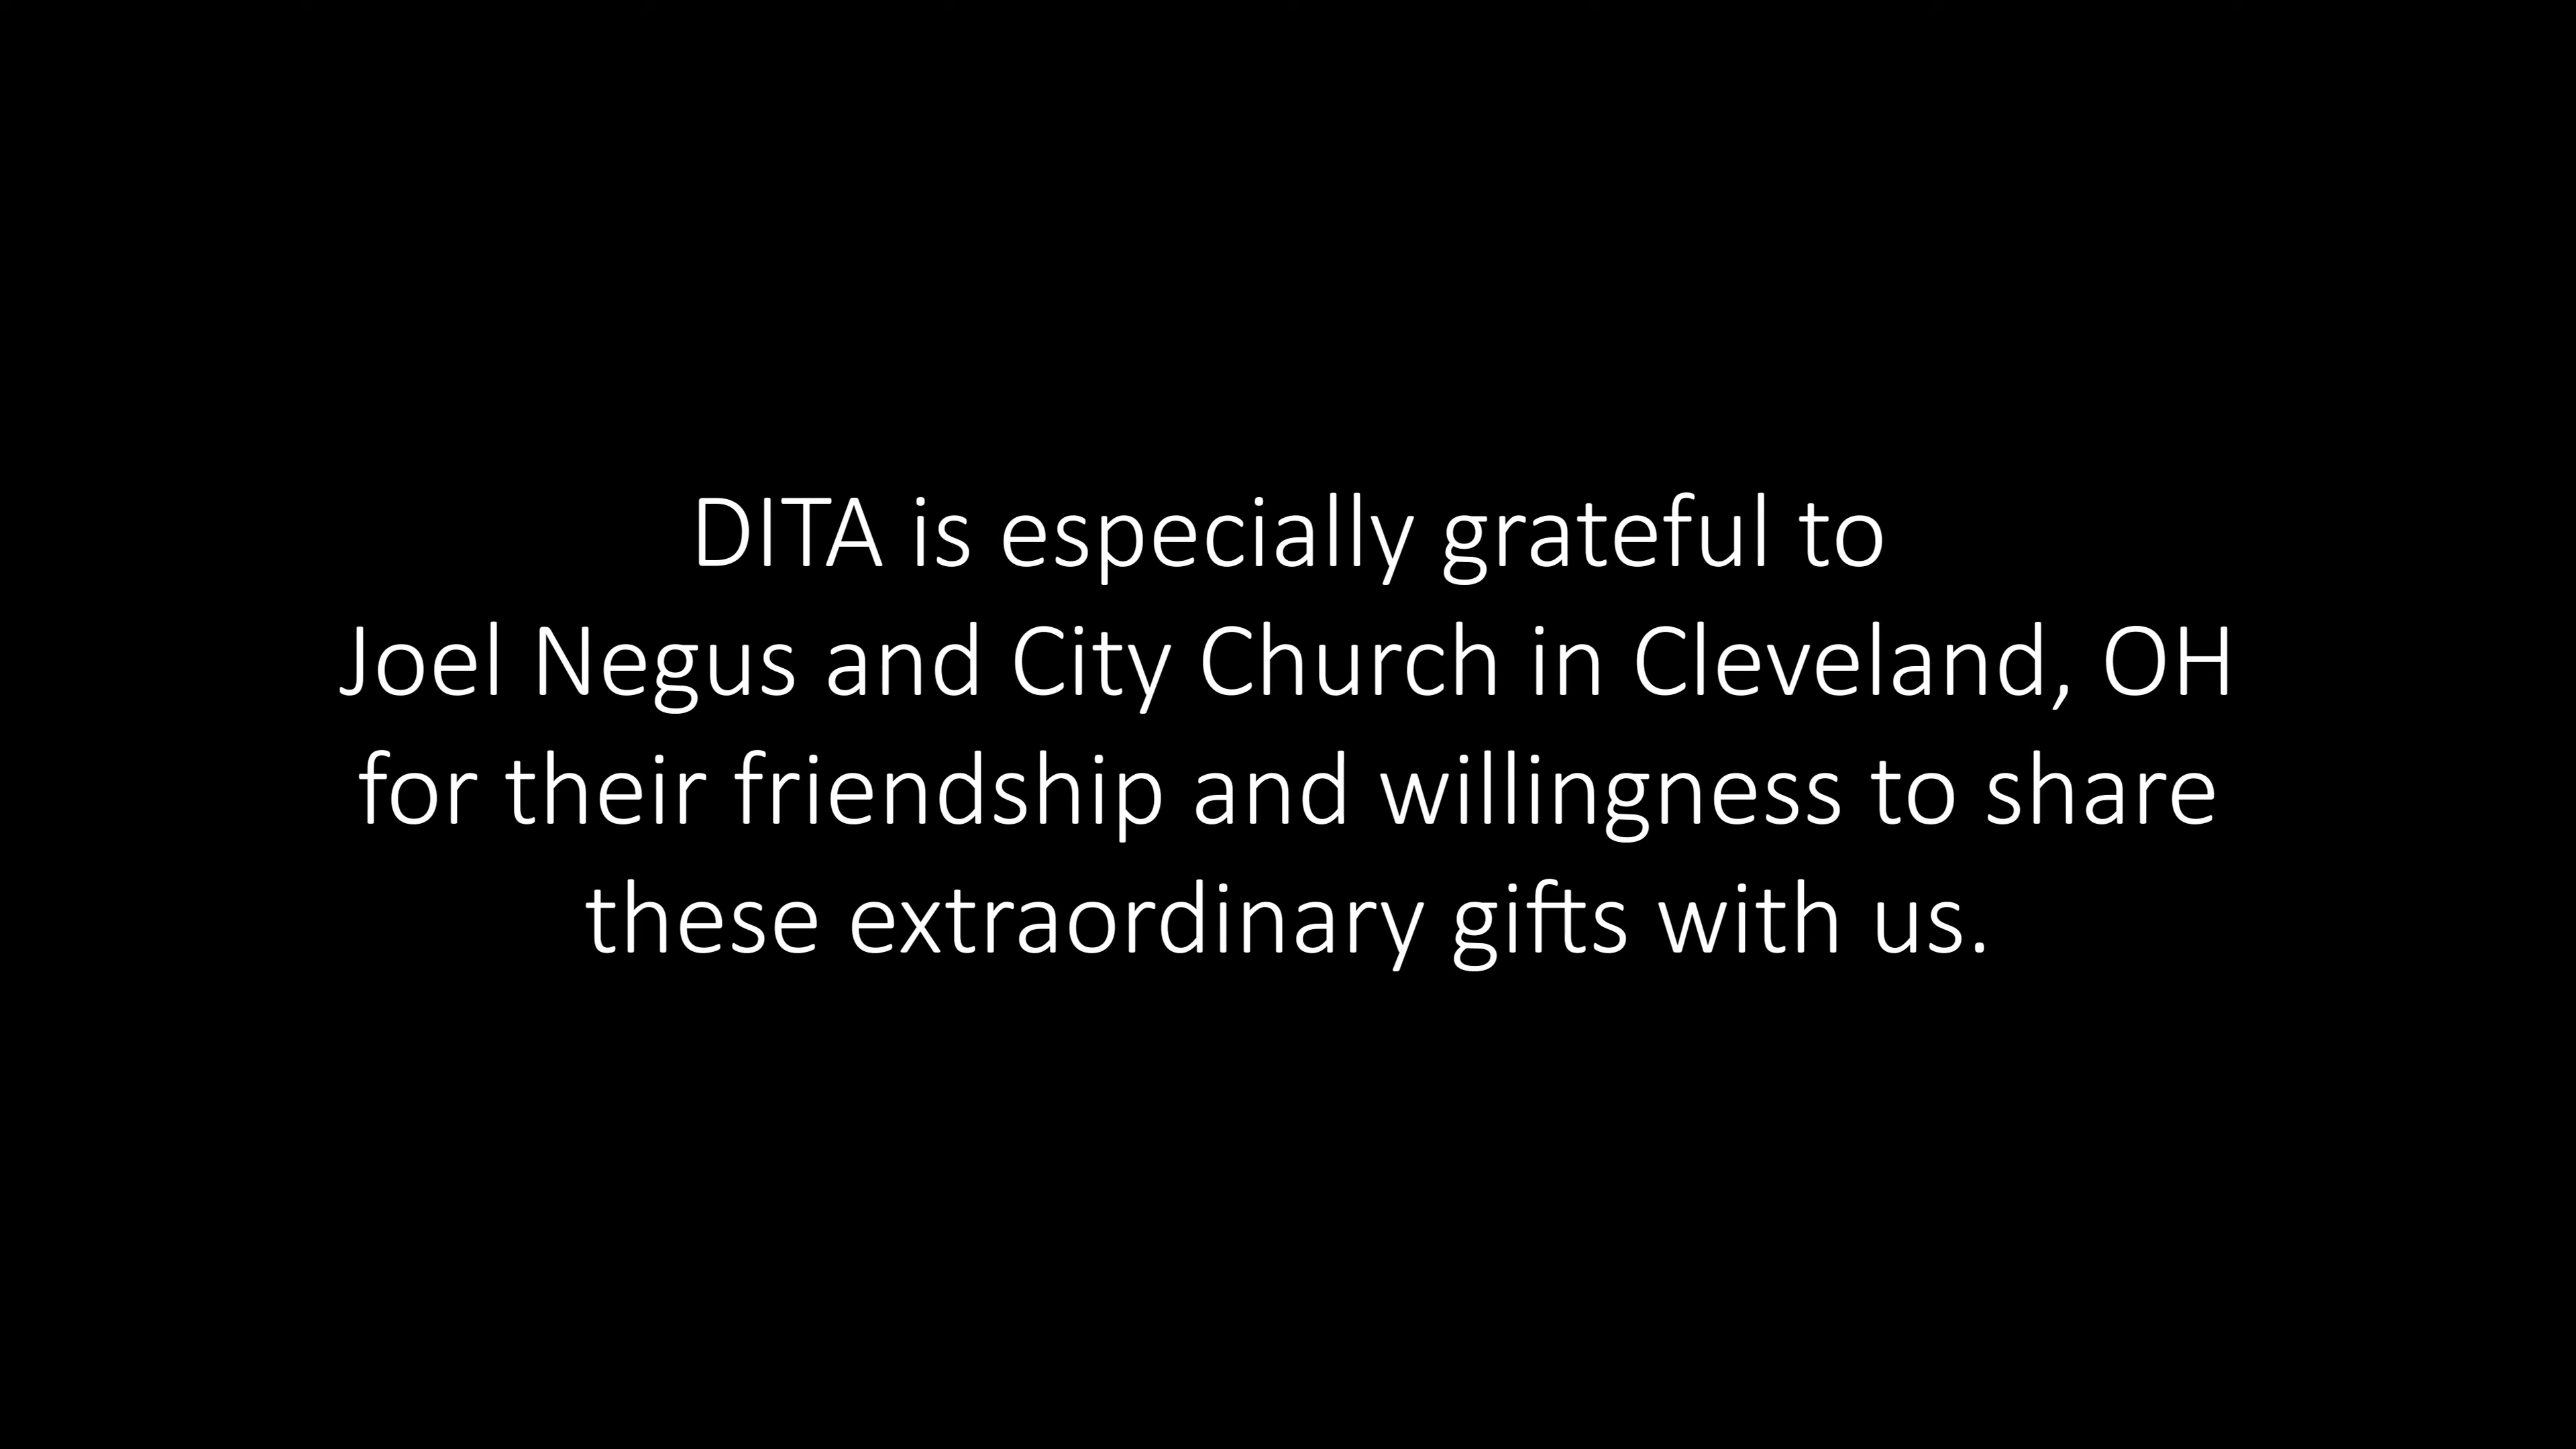 DITA is especially grateful to
Joel Negus and City Church in Cleveland, OH
for their friendship and willingness to share
these extraordinary gifts with us.